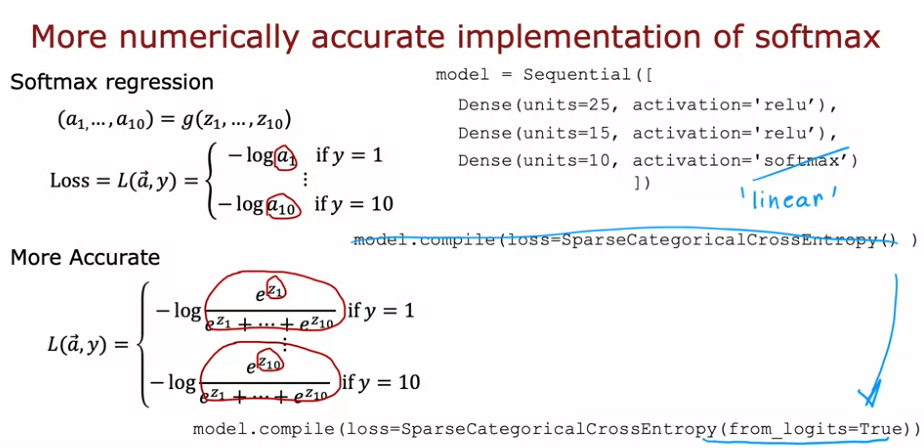 More numerically accurate implementation of softmax
Softmax regression
(a₁,…,a₁₀) = g(z₁,…,z₁₀)
Loss = L(a⃗, y) = {
− log a₁ if y = 1
⋮
− log a₁₀ if y = 10
model = Sequential([
Dense(units=25, activation='relu’),
Dense(units=15, activation='relu’),
Dense(units=10, activation='softmax’)
])
'linear'
model.compile(loss=SparseCategoricalCrossEntropy() )
More Accurate
L(a⃗, y) = {
− log e^z₁ / (e^z₁ + ⋯ + e^z₁₀) if y = 1
⋮
− log e^z₁₀ / (e^z₁ + ⋯ + e^z₁₀) if y = 10
model.compile(loss=SparseCategoricalCrossEntropy(from_logits=True))